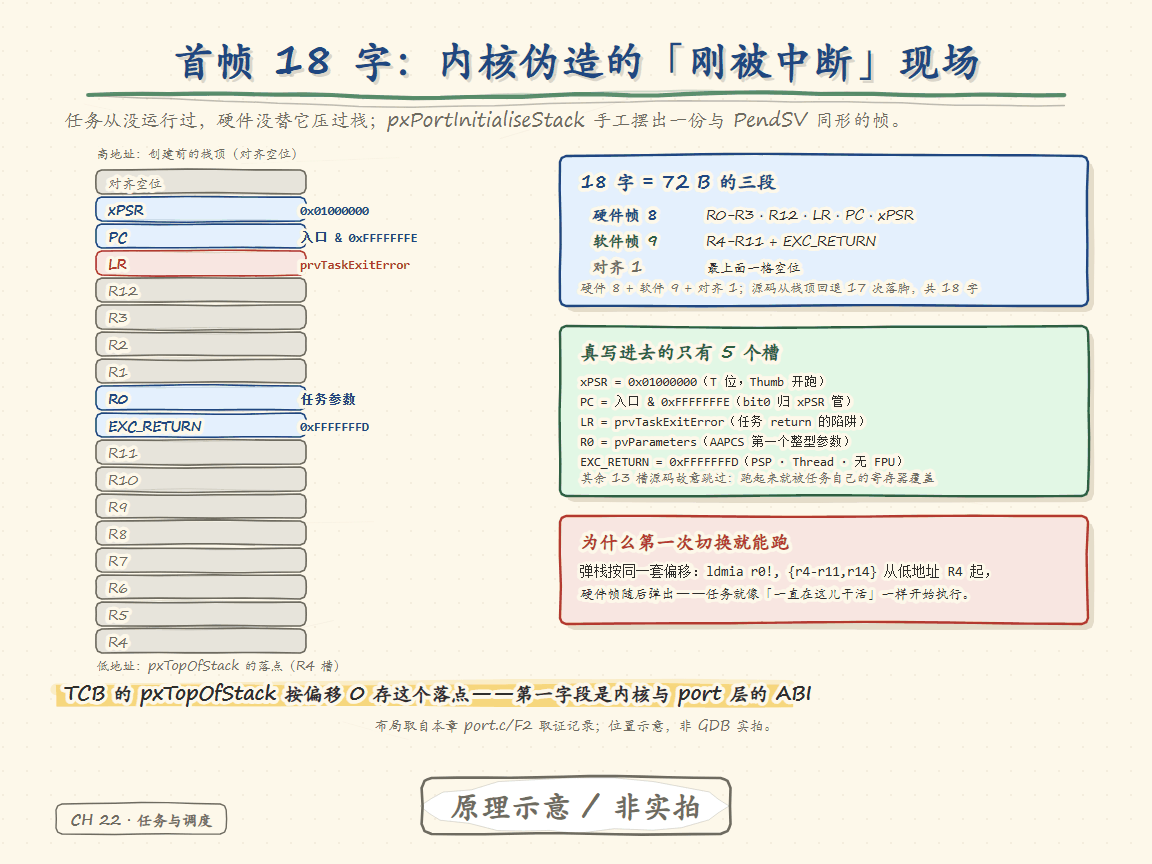 首帧 18 字：内核伪造的「刚被中断」现场
任务从没运行过，硬件没替它压过栈；pxPortInitialiseStack 手工摆出一份与 PendSV 同形的帧。
高地址：创建前的栈顶（对齐空位）
对齐空位
xPSR 0x01000000
PC 入口 & 0xFFFFFFFE
LR prvTaskExitError
R12
R3
R2
R1
R0 任务参数
EXC_RETURN 0xFFFFFFFD
R11
R10
R9
R8
R7
R6
R5
R4
低地址：pxTopOfStack 的落点（R4 槽）
18 字 = 72 B 的三段
硬件帧 8 R0-R3 · R12 · LR · PC · xPSR
软件帧 9 R4-R11 + EXC_RETURN
对齐 1 最上面一格空位
硬件 8 + 软件 9 + 对齐 1；源码从栈顶回退 17 次落脚，共 18 字
真写进去的只有 5 个槽
xPSR = 0x01000000（T 位，Thumb 开跑）
PC = 入口 & 0xFFFFFFFE（bit0 归 xPSR 管）
LR = prvTaskExitError（任务 return 的陷阱）
R0 = pvParameters（AAPCS 第一个整型参数）
EXC_RETURN = 0xFFFFFFFD（PSP · Thread · 无 FPU）
其余 13 槽源码故意跳过：跑起来就被任务自己的寄存器覆盖
为什么第一次切换就能跑
弹栈按同一套偏移：ldmia r0!, {r4-r11,r14} 从低地址 R4 起，
硬件帧随后弹出——任务就像「一直在这儿干活」一样开始执行。
TCB 的 pxTopOfStack 按偏移 0 存这个落点——第一字段是内核与 port 层的 ABI
布局取自本章 port.c/F2 取证记录；位置示意，非 GDB 实拍。
原理示意 / 非实拍
CH 22 · 任务与调度